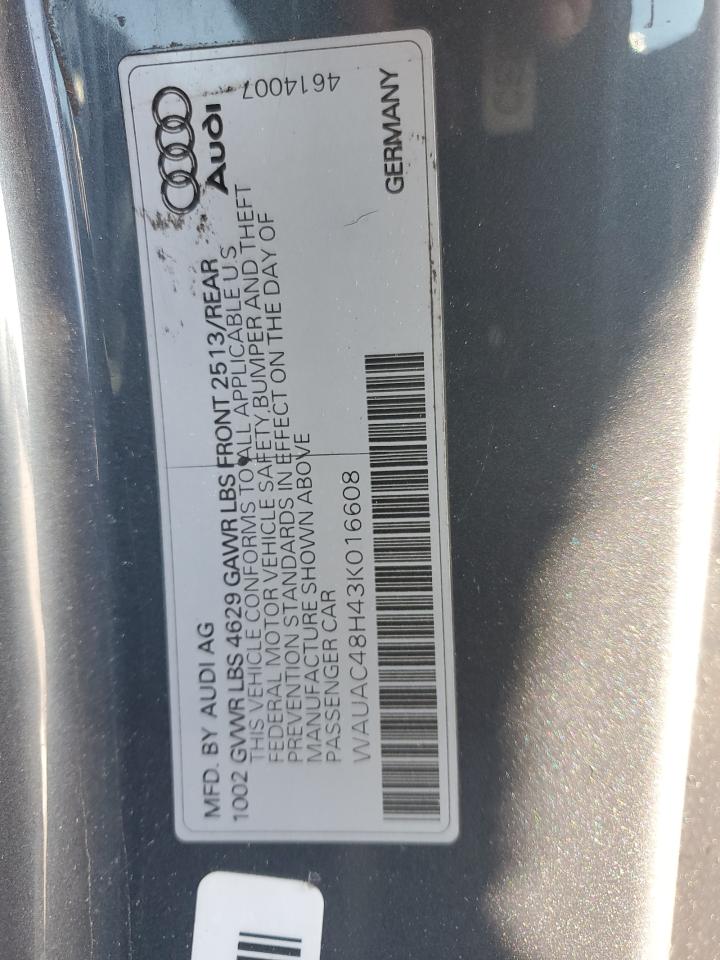 MFD. BY AUDI AG
1002 GVWR LBS 4629 GAWR LBS FRONT 2513/REAR
THIS VEHICLE CONFORMS TO ALL APPLICABLE U S
FEDERAL MOTOR VEHICLE SAFETY,BUMPER AND THEFT
PREVENTION STANDARDS IN EFFECT ON THE DAY OF
MANUFACTURE SHOWN ABOVE
PASSENGER CAR
WAUAC48H43K016608
Audi
4614007
GERMANY